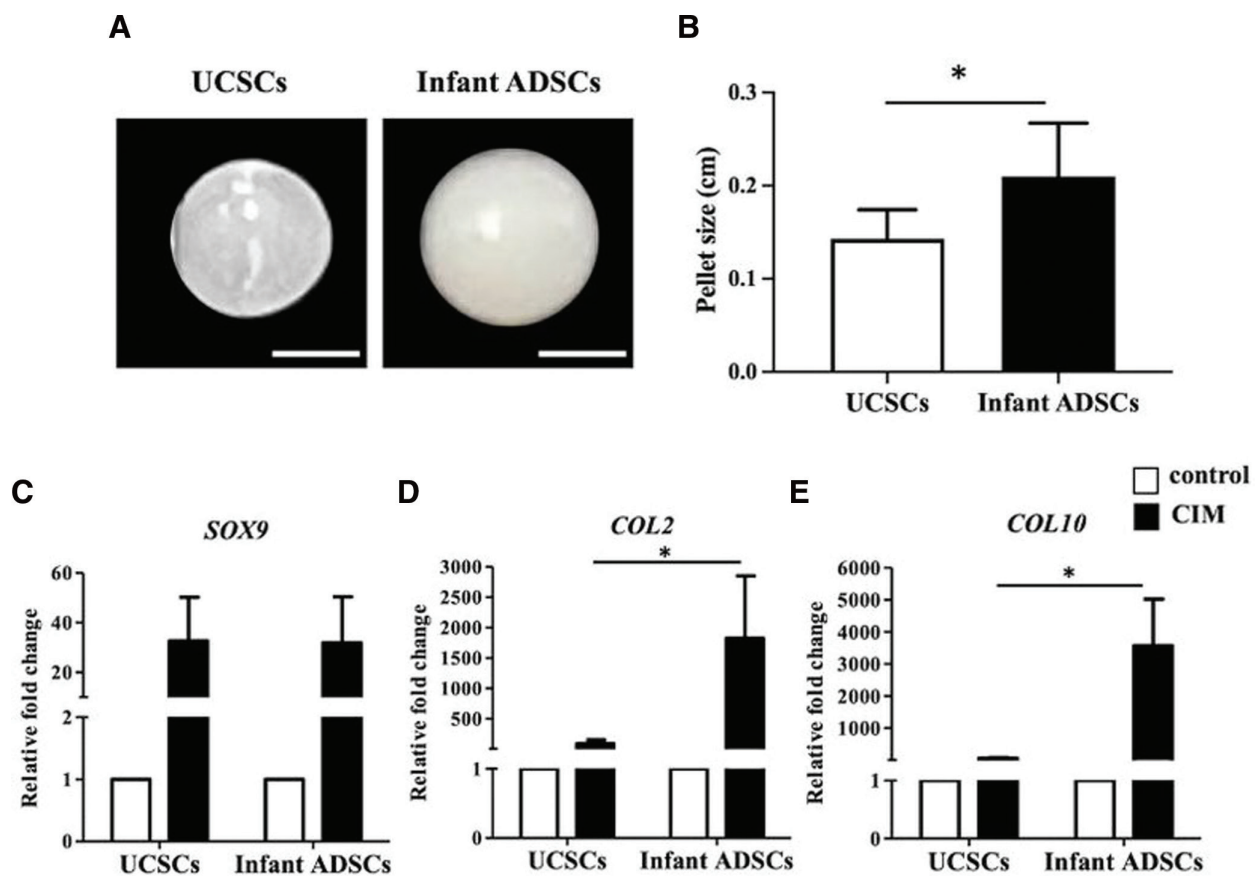 A
UCSCs
Infant ADSCs
B
*
Pellet size (cm)
0.3
0.2
0.1
0.0
UCSCs
Infant ADSCs
control
CIM
C
SOX9
Relative fold change
60
40
20
2
1
0
UCSCs
Infant ADSCs
D
COL2
*
Relative fold change
3000
2500
2000
1500
1000
500
1
0
UCSCs
Infant ADSCs
E
COL10
*
Relative fold change
6000
5000
4000
3000
2000
1000
1
0
UCSCs
Infant ADSCs